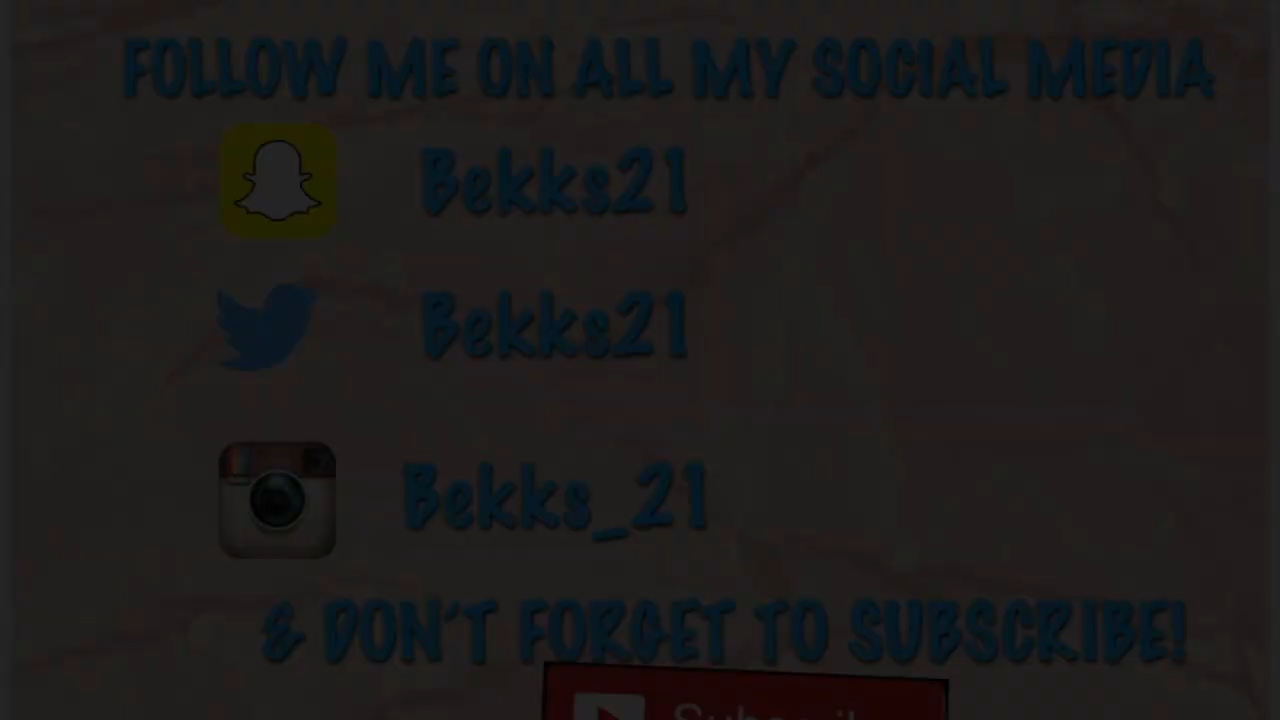 FOLLOW ME ON ALL MY SOCIAL MEDIA
Bekks21
Bekks21
Bekks_21
& DON'T FORGET TO SUBSCRIBE!